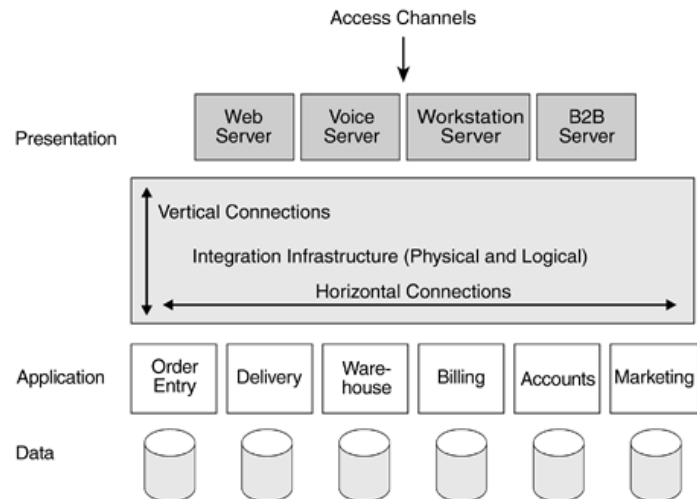 Access Channels
Presentation
Web
Server
Voice
Server
Workstation
Server
B2B
Server
Vertical Connections
Integration Infrastructure (Physical and Logical)
Horizontal Connections
Application
Order
Entry
Delivery
Ware-
house
Billing
Accounts
Marketing
Data